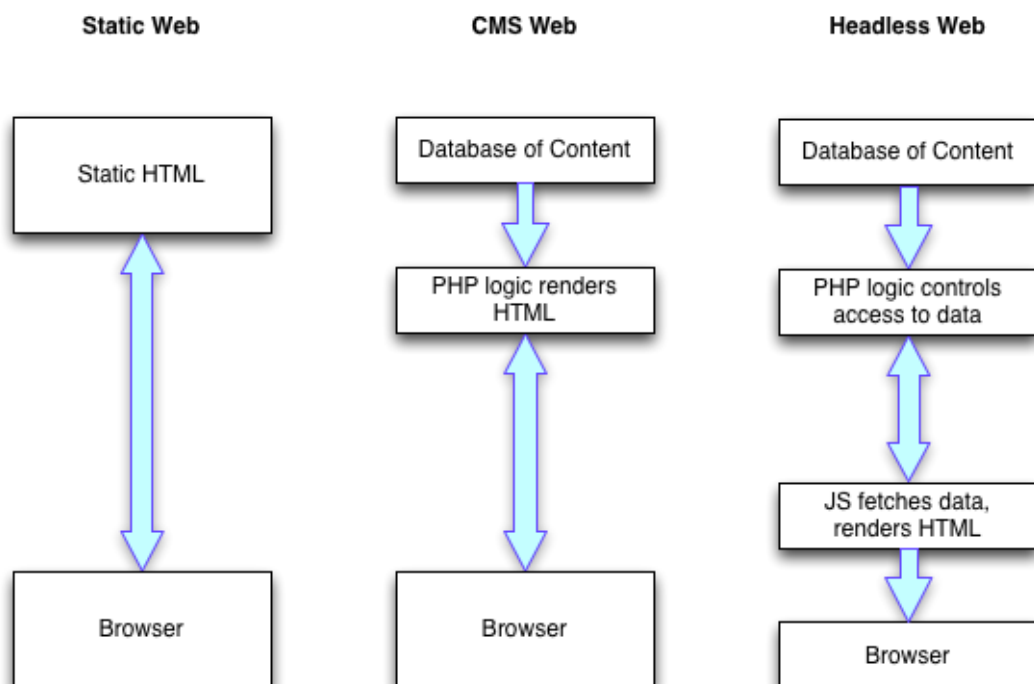 Static Web
CMS Web
Headless Web
Static HTML
Database of Content
Database of Content
PHP logic renders
HTML
PHP logic controls
access to data
JS fetches data,
renders HTML
Browser
Browser
Browser